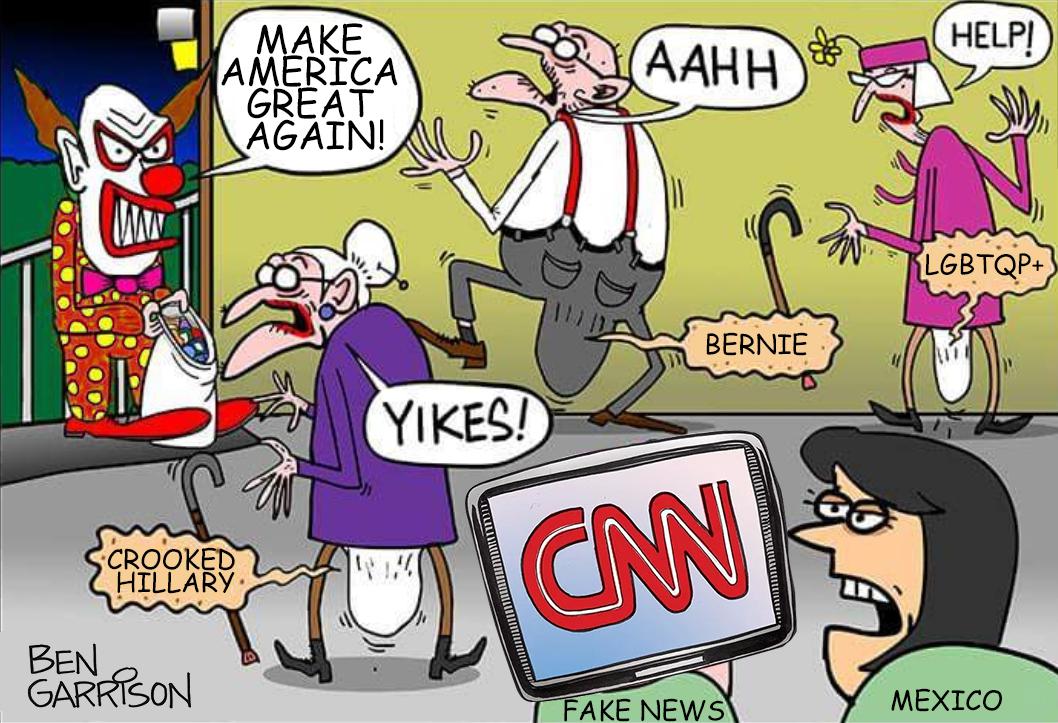 MAKE
AMERICA
GREAT
AGAIN!
AAHH
HELP!
LGBTQP+
BERNIE
YIKES!
CROOKED
HILLARY
CNN
BEN
GARRISON
FAKE NEWS
MEXICO